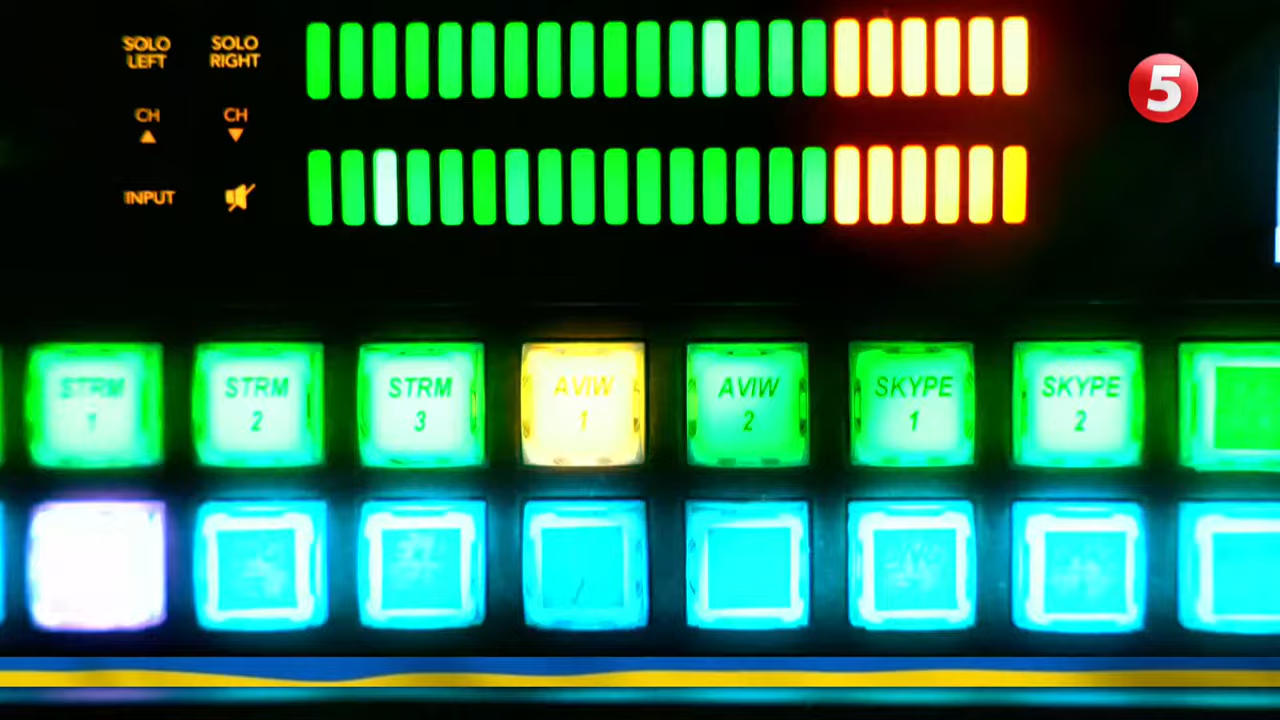 SOLO LEFT
SOLO RIGHT
5
CH
CH
INPUT
STRM 1
STRM 2
STRM 3
AVIW 1
AVIW 2
SKYPE 1
SKYPE 2